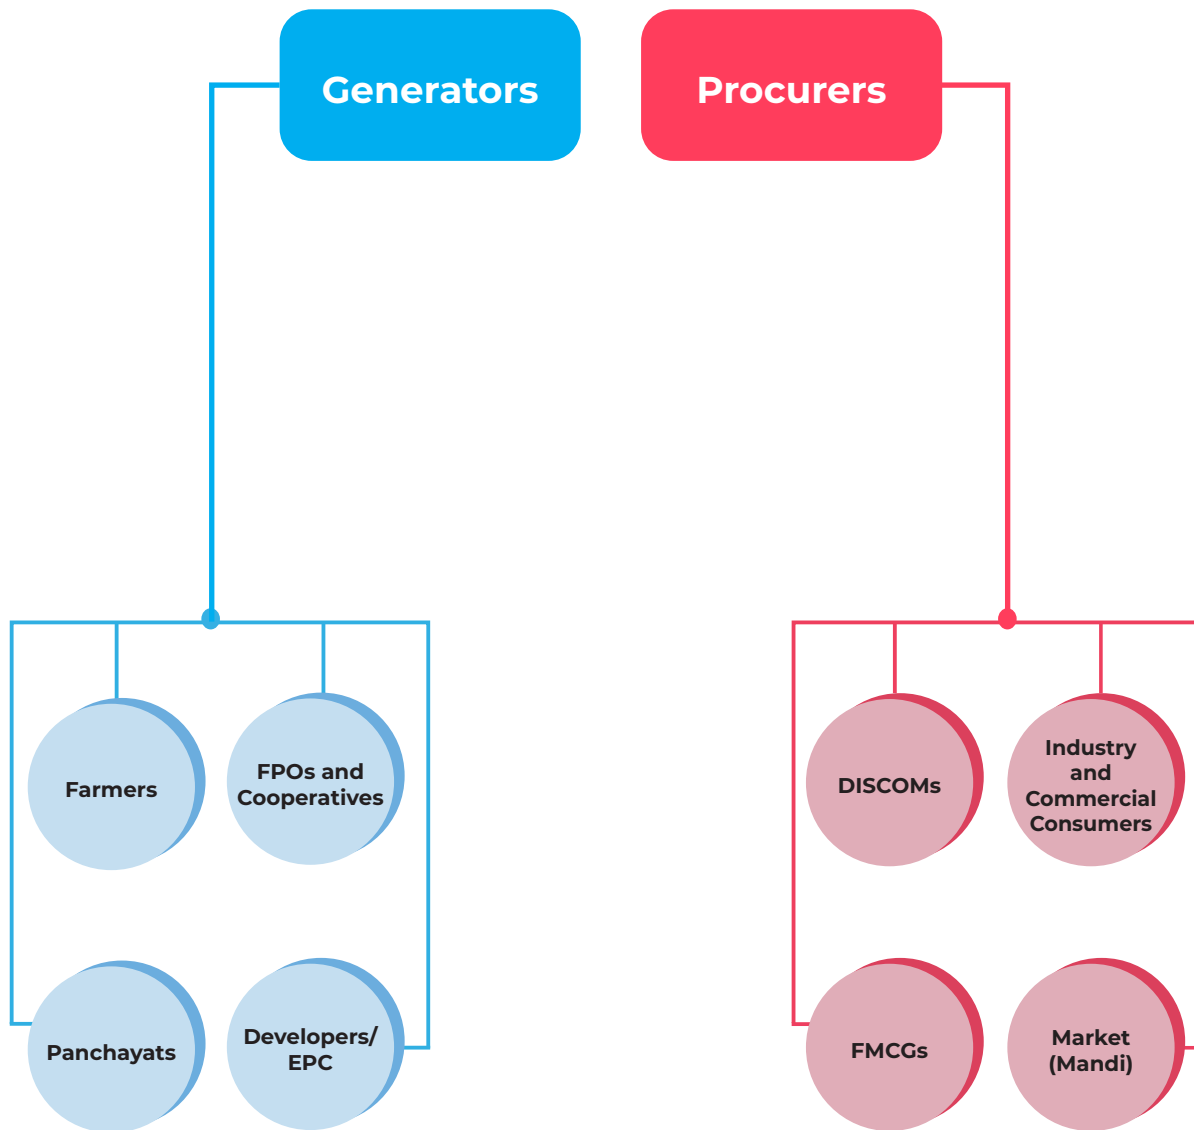 Generators
Procurers
Farmers
FPOs and
Cooperatives
DISCOMs
Industry
and
Commercial
Consumers
Panchayats
Developers/
EPC
FMCGs
Market
(Mandi)